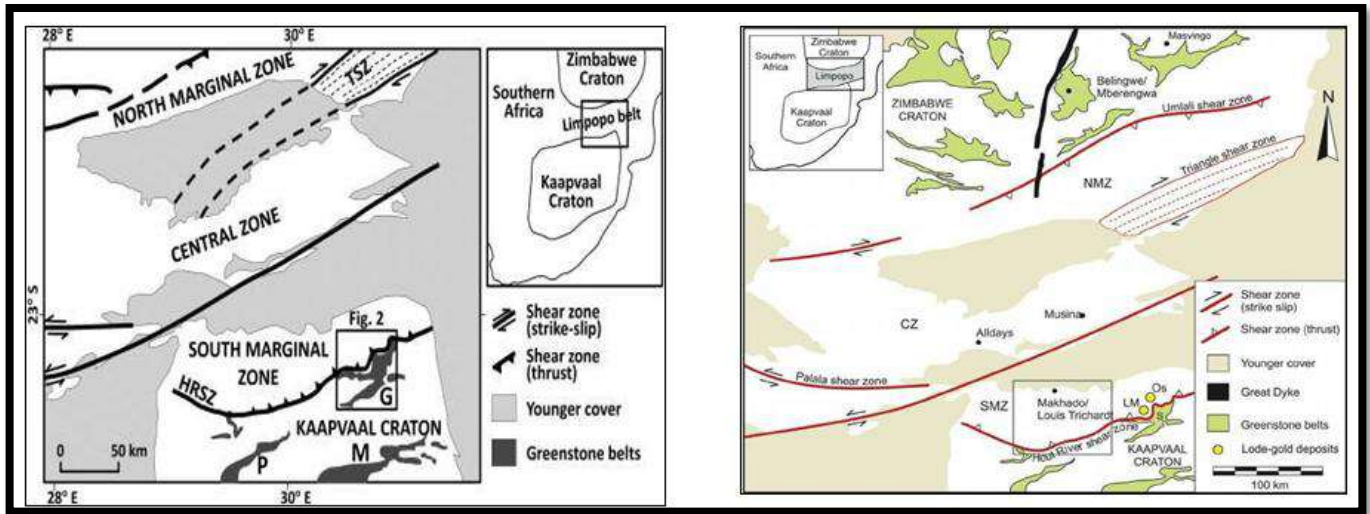 28° E
30° E
NORTH MARGINAL ZONE
TSZ
CENTRAL ZONE
23° S
Fig. 2
SOUTH MARGINAL
ZONE
HRSZ
G
KAAPVAAL CRATON
P
M
0 50 km
28° E
30° E
Zimbabwe
Craton
Southern
Africa
Limpopo belt
Kaapvaal
Craton
Shear zone
(strike-slip)
Shear zone
(thrust)
Younger cover
Greenstone belts
Zimbabwe
Craton
Southern
Africa
Limpopo
Kaapvaal
Craton
Masvingo
Belingwe/
Mberengwa
ZIMBABWE
CRATON
Umlali shear zone
N
Triangle shear zone
NMZ
CZ
Musina
Alldays
Palala shear zone
SMZ
Makhado/
Louis Trichardt
Os
LM
S
Hout River shear zone
KAAPVAAL
CRATON
Shear zone
(strike slip)
Shear zone (thrust)
Younger cover
Great Dyke
Greenstone belts
Lode-gold deposits
100 km